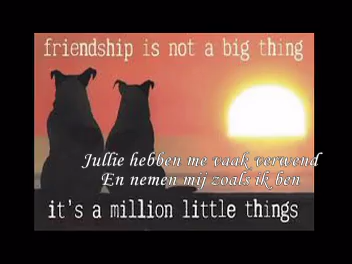 friendship is not a big thing
Jullie hebben me vaak verwend
En nemen mij zoals ik ben
it's a million little things